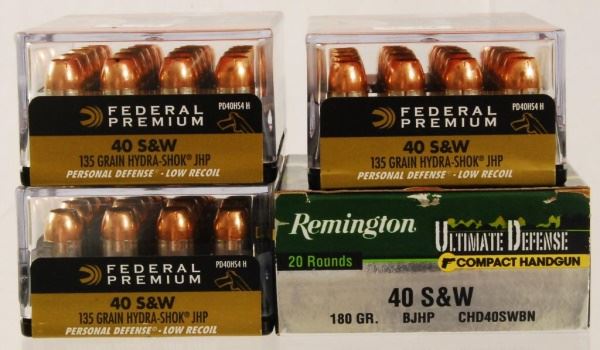 PD40HS4 H
FEDERAL
PREMIUM
40 S&W
135 GRAIN HYDRA-SHOK® JHP
PERSONAL DEFENSE® - LOW RECOIL
PD40HS4 H
FEDERAL
PREMIUM
40 S&W
135 GRAIN HYDRA-SHOK® JHP
PERSONAL DEFENSE® - LOW RECOIL
PD40HS4 H
FEDERAL
PREMIUM
40 S&W
135 GRAIN HYDRA-SHOK® JHP
PERSONAL DEFENSE® - LOW RECOIL
Remington
20 Rounds
ULTIMATE DEFENSE
COMPACT HANDGUN
40 S&W
180 GR. BJHP CHD40SWBN